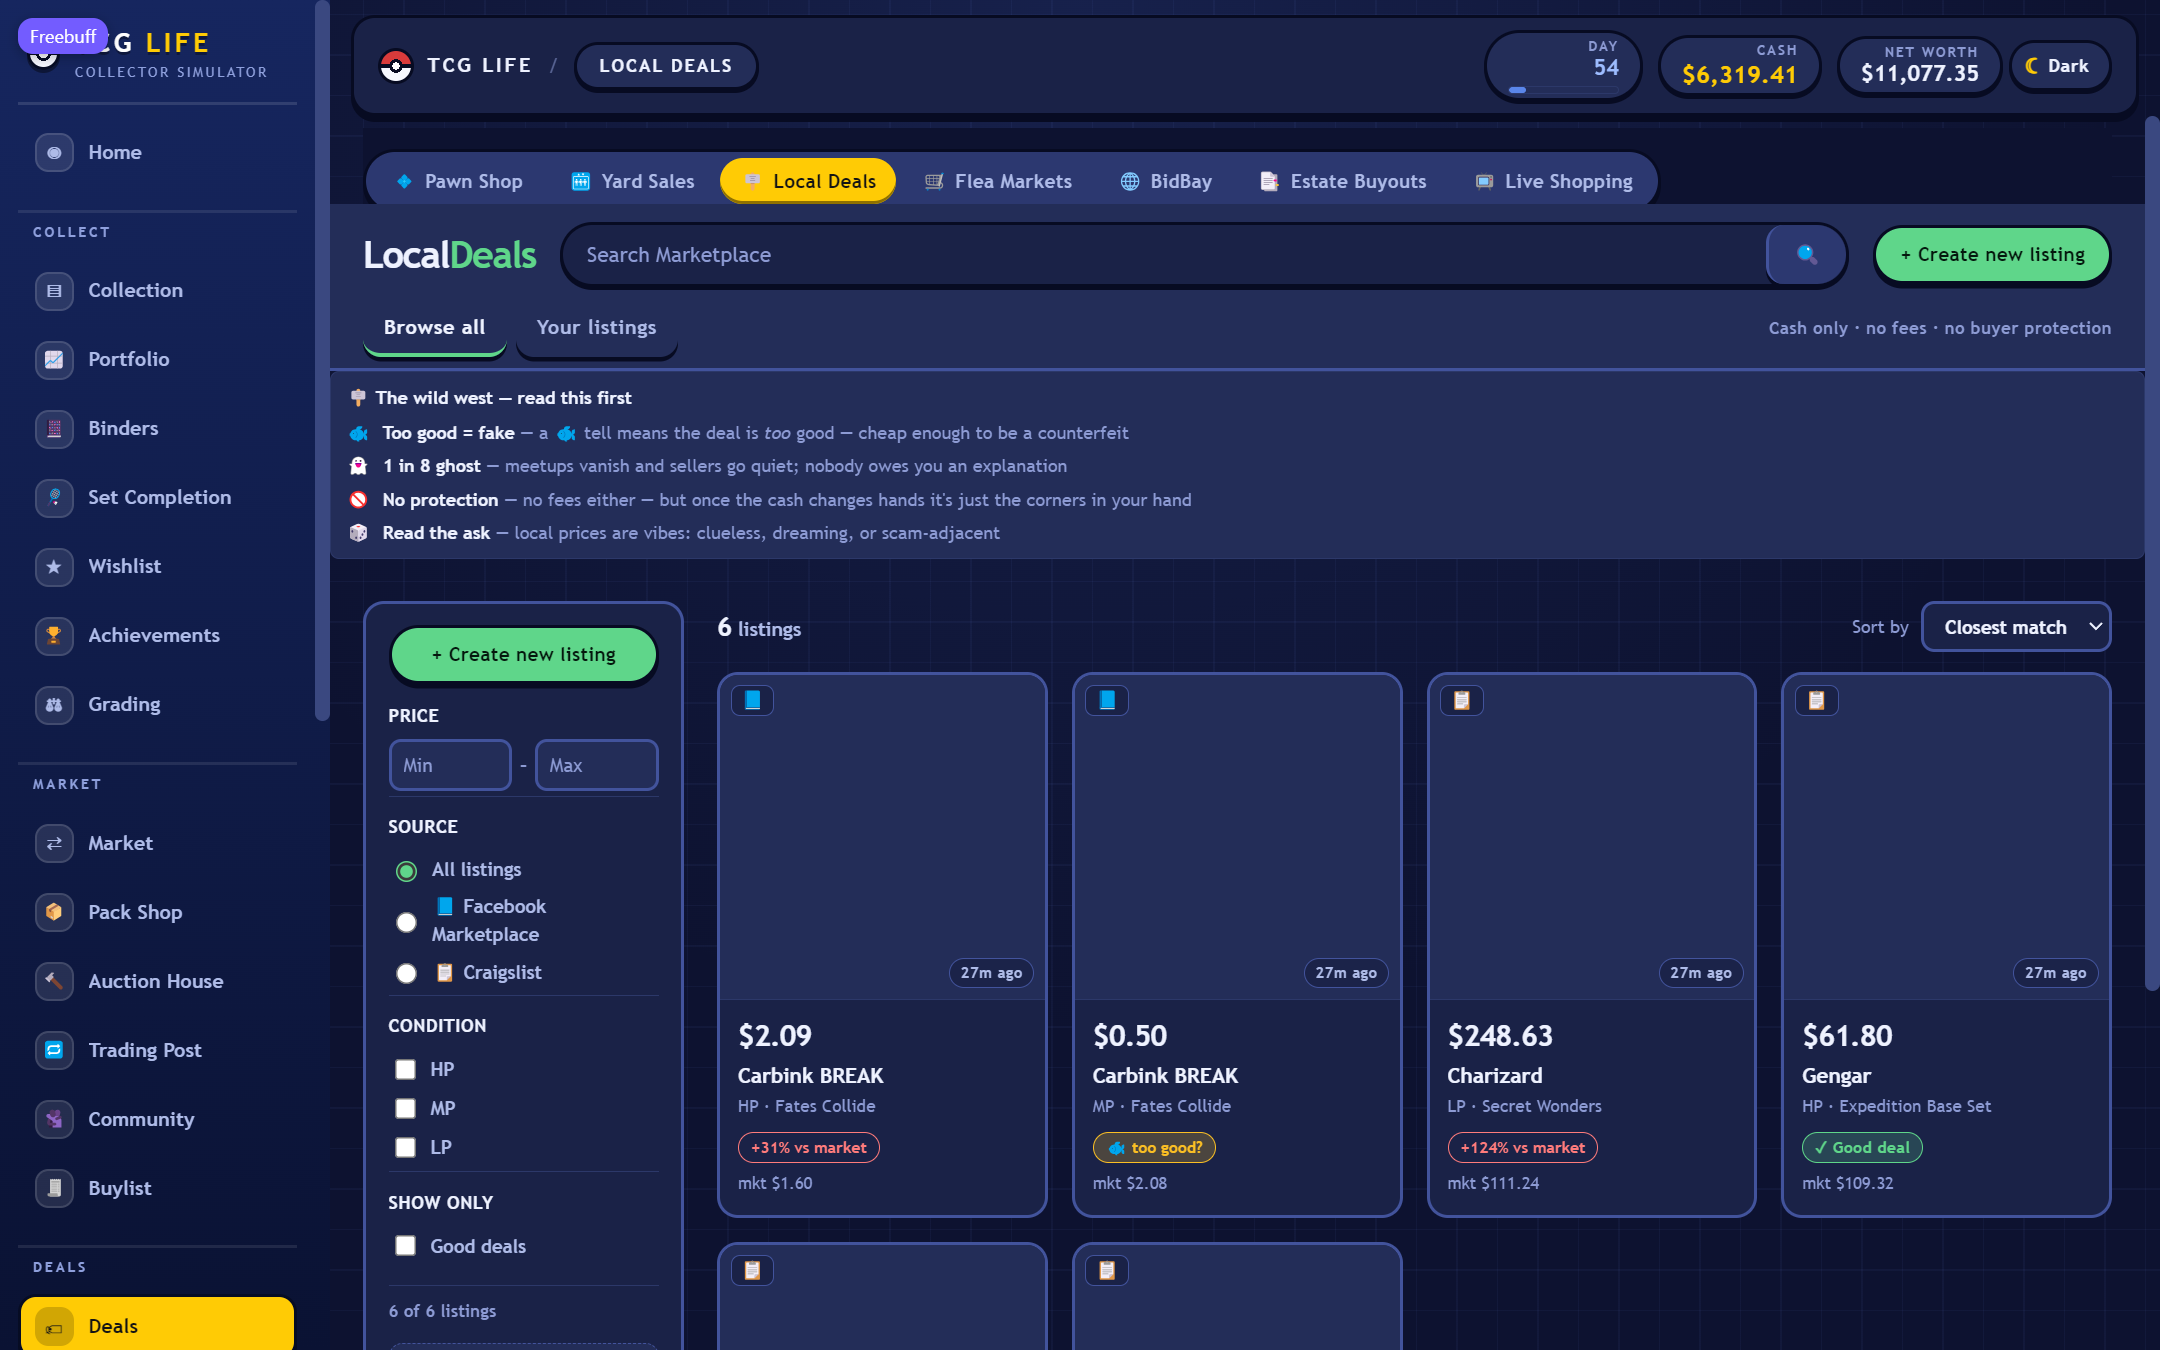 Freebuff
CG LIFE
COLLECTOR SIMULATOR
Home
COLLECT
Collection
Portfolio
Binders
Set Completion
Wishlist
Achievements
Grading
MARKET
Market
Pack Shop
Auction House
Trading Post
Community
Buylist
DEALS
Deals
TCG LIFE / LOCAL DEALS
DAY
54
CASH
$6,319.41
NET WORTH
$11,077.35
Dark
Pawn Shop
Yard Sales
Local Deals
Flea Markets
BidBay
Estate Buyouts
Live Shopping
LocalDeals
Search Marketplace
+ Create new listing
Browse all
Your listings
Cash only · no fees · no buyer protection
The wild west — read this first
Too good = fake — a 🐟 tell means the deal is too good — cheap enough to be a counterfeit
1 in 8 ghost — meetups vanish and sellers go quiet; nobody owes you an explanation
No protection — no fees either — but once the cash changes hands it's just the corners in your hand
Read the ask — local prices are vibes: clueless, dreaming, or scam-adjacent
+ Create new listing
PRICE
Min - Max
SOURCE
All listings
Facebook
Marketplace
Craigslist
CONDITION
HP
MP
LP
SHOW ONLY
Good deals
6 of 6 listings
6 listings
Sort by Closest match
27m ago
$2.09
Carbink BREAK
HP · Fates Collide
+31% vs market
mkt $1.60
27m ago
$0.50
Carbink BREAK
MP · Fates Collide
too good?
mkt $2.08
27m ago
$248.63
Charizard
LP · Secret Wonders
+124% vs market
mkt $111.24
27m ago
$61.80
Gengar
HP · Expedition Base Set
✓ Good deal
mkt $109.32